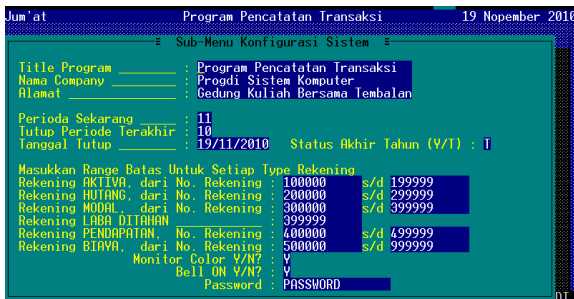 Jum'at Program Pencatatan Transaksi 19 Nopember 2010
≡ Sub-Menu Konfigurasi Sistem ≡
Title Program ________ : Program Pencatatan Transaksi
Nama Company ________ : Progdi Sistem Komputer
Alamat _______________ : Gedung Kuliah Bersama Tembalan
Perioda Sekarang _____ : 11
Tutup Periode Terakhir : 10
Tanggal Tutup ________ : 19/11/2010 Status Akhir Tahun (Y/T) : T
Masukkan Range Batas Untuk Setiap Type Rekening
Rekening AKTIVA, dari No. Rekening : 100000 s/d 199999
Rekening HUTANG, dari No. Rekening : 200000 s/d 299999
Rekening MODAL, dari No. Rekening : 300000 s/d 399999
Rekening LABA DITAHAN ____________ : 399999
Rekening PENDAPATAN, No. Rekening : 400000 s/d 499999
Rekening BIAYA, dari No. Rekening : 500000 s/d 999999
Monitor Color Y/N? : Y
Bell ON Y/N? : Y
Password : PASSWORD